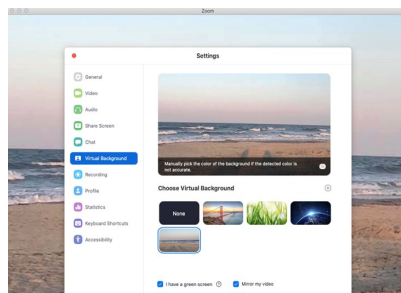 Zoom
Settings
General
Video
Audio
Share Screen
Chat
Virtual Background
Recording
Profile
Statistics
Keyboard Shortcuts
Accessibility
Manually pick the color of the background if the detected color is
not accurate.
Choose Virtual Background
None
I have a green screen
Mirror my video